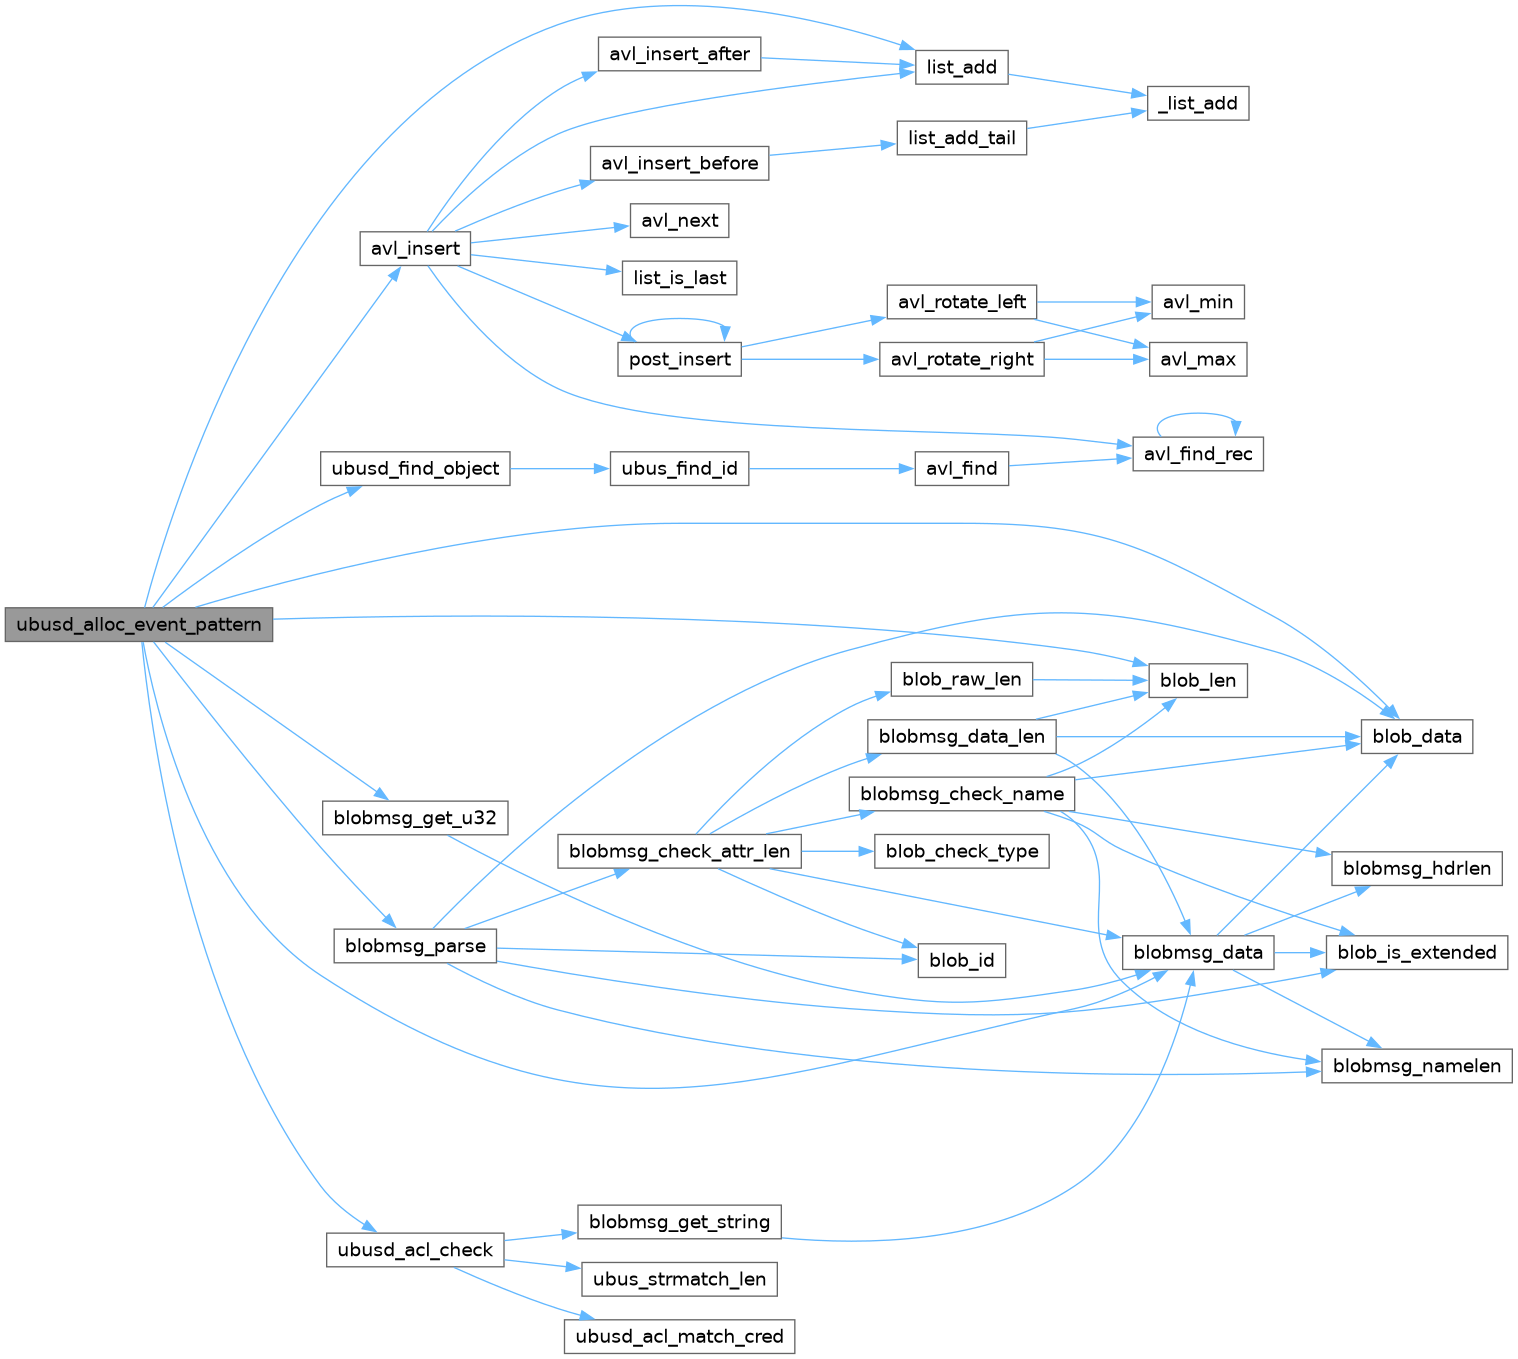 avl_insert_after
list_add
_list_add
list_add_tail
avl_insert_before
avl_next
avl_insert
list_is_last
avl_rotate_left
avl_min
post_insert
avl_rotate_right
avl_max
avl_find_rec
ubusd_find_object
ubus_find_id
avl_find
ubusd_alloc_event_pattern
blob_raw_len
blob_len
blobmsg_data_len
blob_data
blobmsg_check_name
blobmsg_get_u32
blobmsg_check_attr_len
blob_check_type
blobmsg_hdrlen
blobmsg_parse
blob_id
blobmsg_data
blob_is_extended
blobmsg_namelen
blobmsg_get_string
ubusd_acl_check
ubus_strmatch_len
ubusd_acl_match_cred